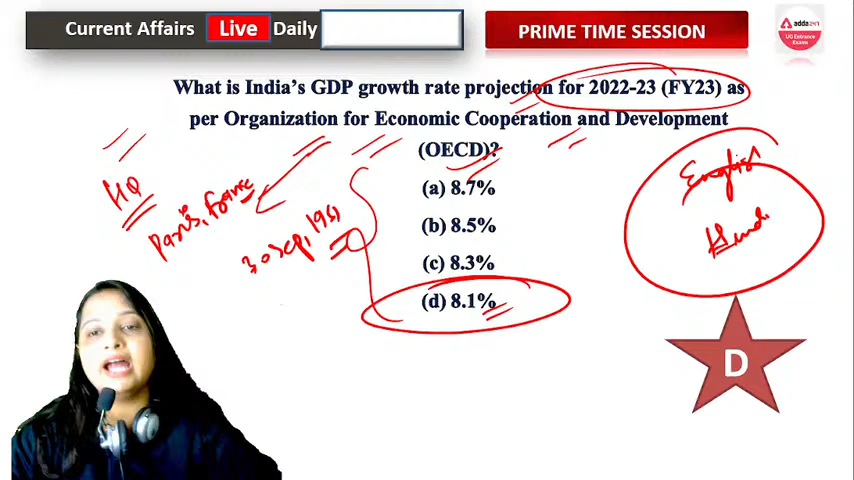 Current Affairs Live Daily
PRIME TIME SESSION
adda247
UG Entrance
Exams
What is India's GDP growth rate projection for 2022-23 (FY23) as
per Organization for Economic Cooperation and Development
(OECD)?
(a) 8.7%
(b) 8.5%
(c) 8.3%
(d) 8.1%
HQ
Paris, France
30 Sep, 1961
English
Hindi
D